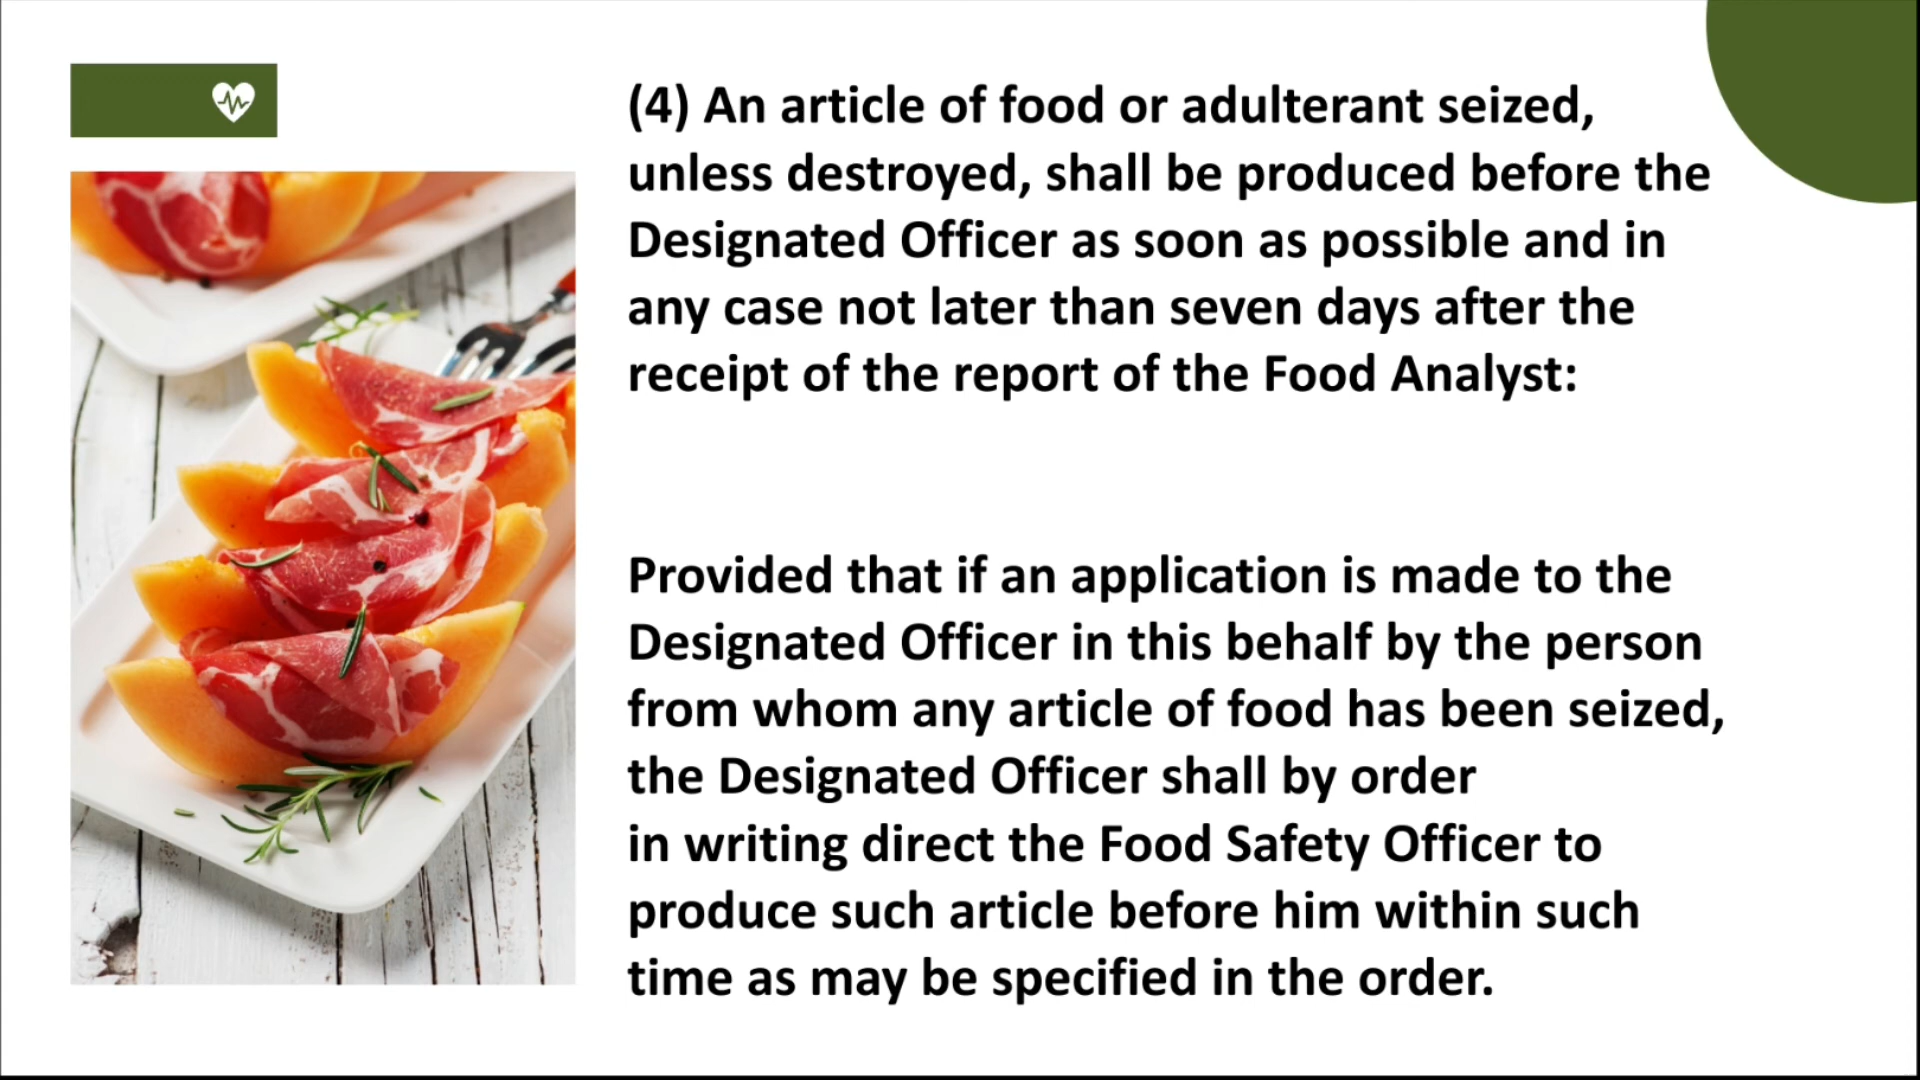 (4) An article of food or adulterant seized,
unless destroyed, shall be produced before the
Designated Officer as soon as possible and in
any case not later than seven days after the
receipt of the report of the Food Analyst:
Provided that if an application is made to the
Designated Officer in this behalf by the person
from whom any article of food has been seized,
the Designated Officer shall by order
in writing direct the Food Safety Officer to
produce such article before him within such
time as may be specified in the order.